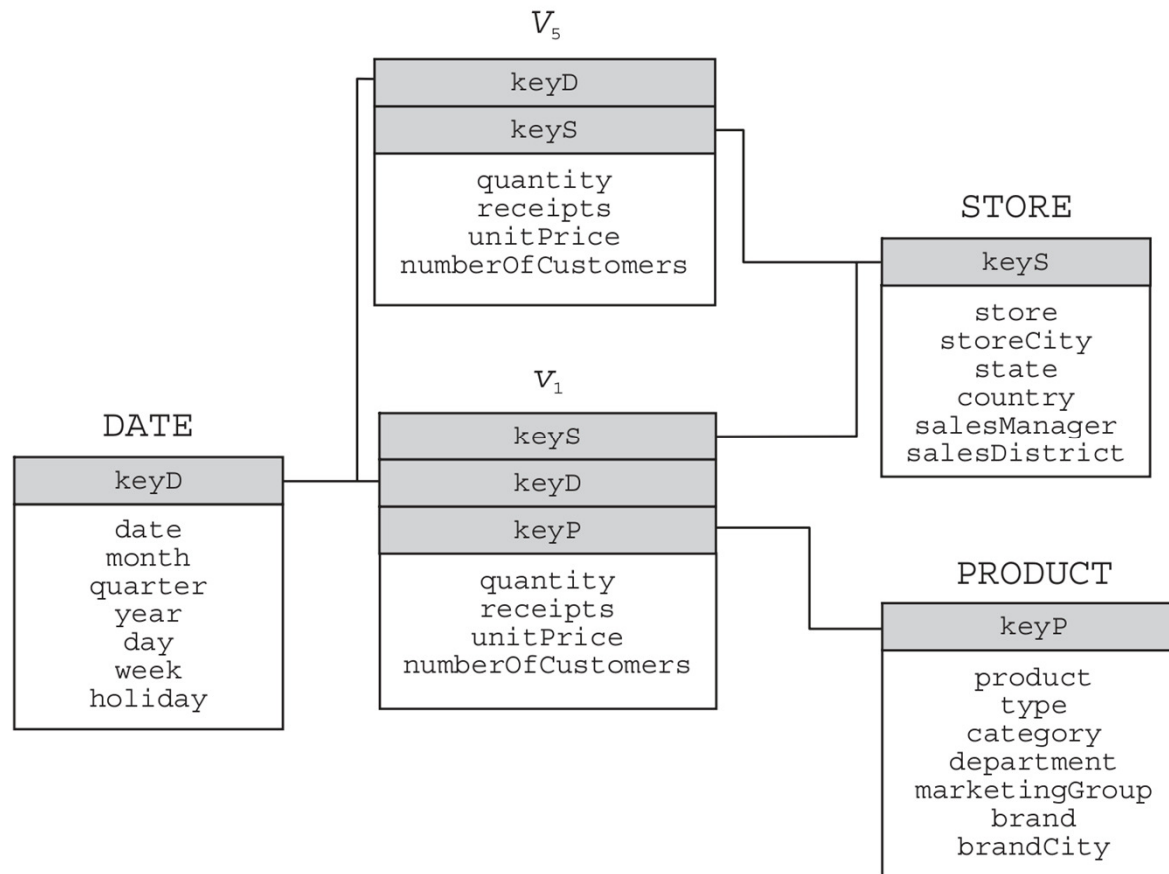 V5
keyD
keyS
quantity
receipts
unitPrice
numberOfCustomers
STORE
keyS
store
storeCity
state
country
salesManager
salesDistrict
V1
keyS
keyD
keyP
quantity
receipts
unitPrice
numberOfCustomers
DATE
keyD
date
month
quarter
year
day
week
holiday
PRODUCT
keyP
product
type
category
department
marketingGroup
brand
brandCity